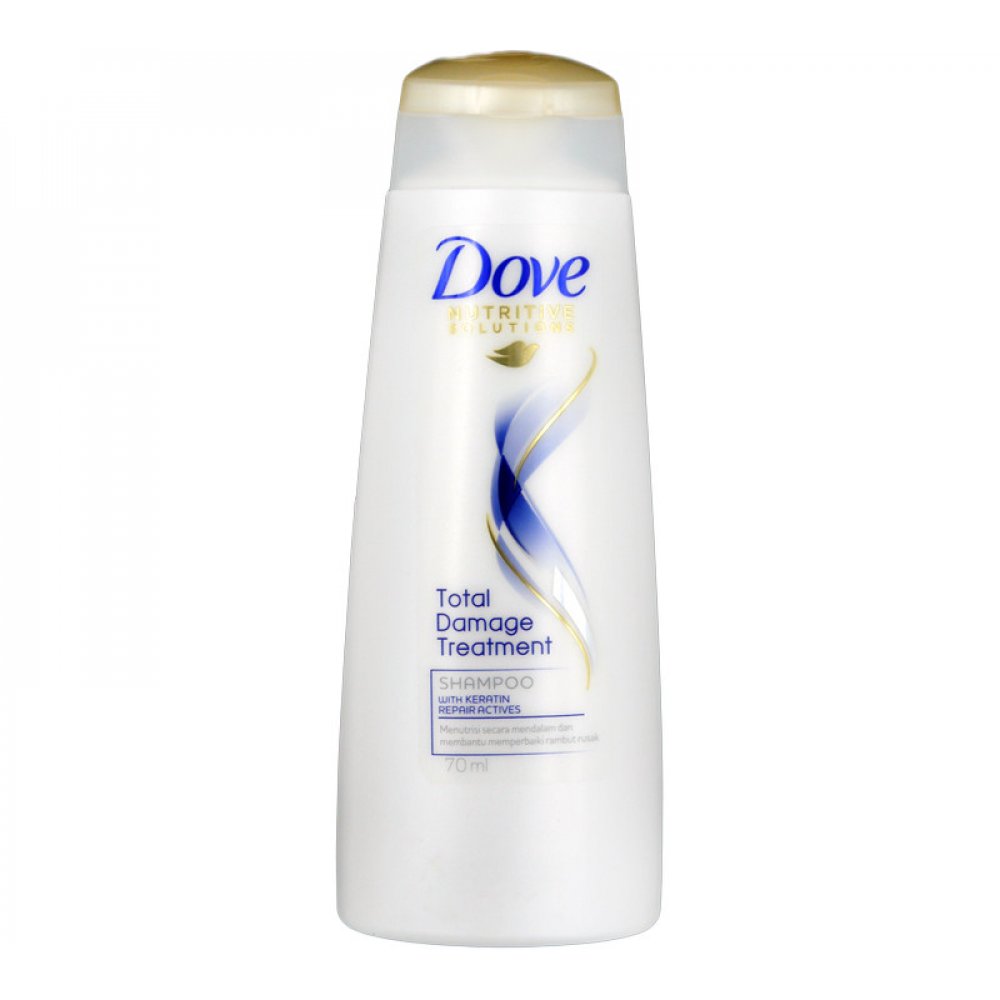 Dove
NUTRITIVE
SOLUTIONS
Total
Damage
Treatment
SHAMPOO
WITH KERATIN
REPAIR ACTIVES
Menutrisi secara mendalam dan
membantu memperbaiki rambut rusak
70 ml